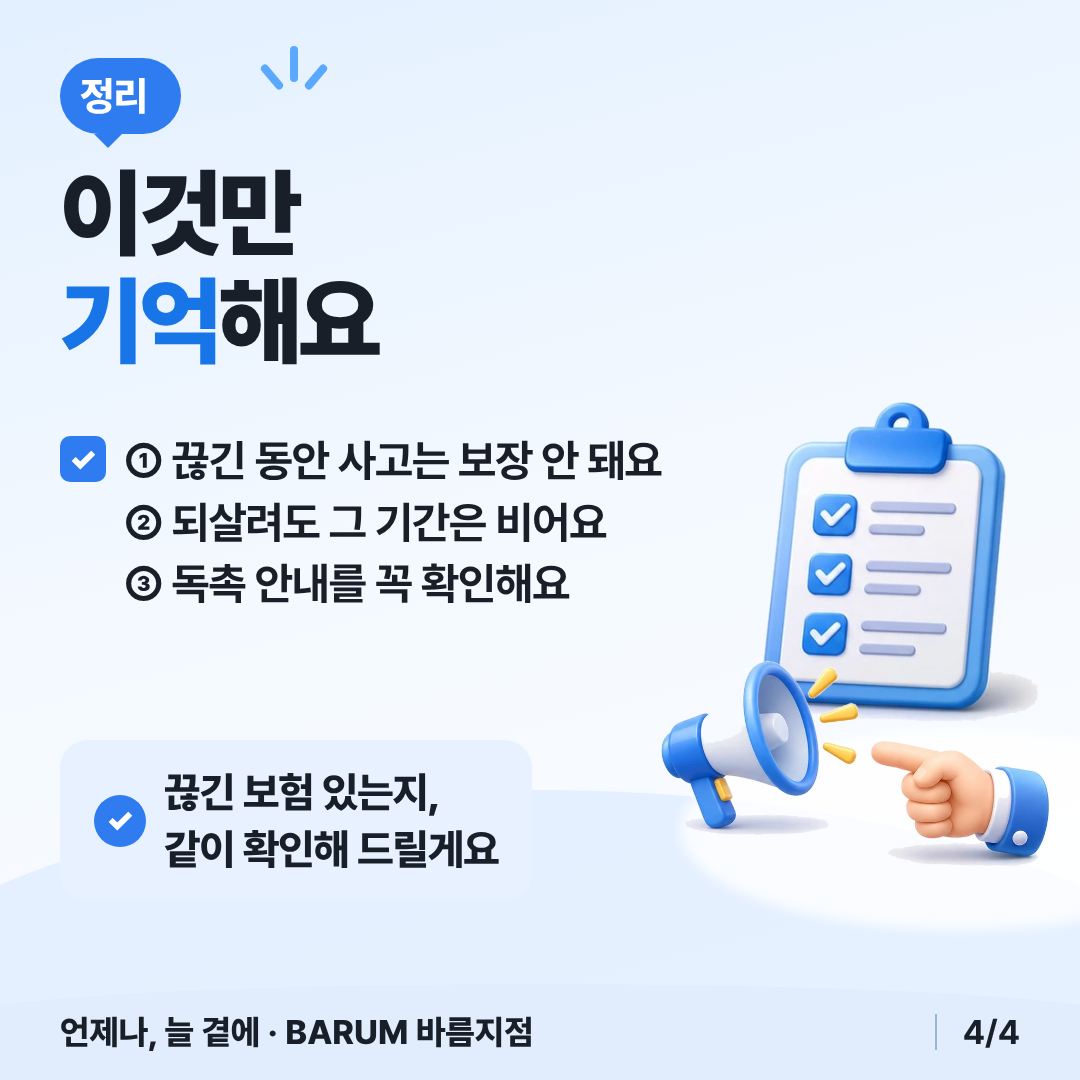 정리
이것만
기억해요
① 끊긴 동안 사고는 보장 안 돼요
② 되살려도 그 기간은 비어요
③ 독촉 안내를 꼭 확인해요
끊긴 보험 있는지,
같이 확인해 드릴게요
언제나, 늘 곁에 · BARUM 바름지점
4/4